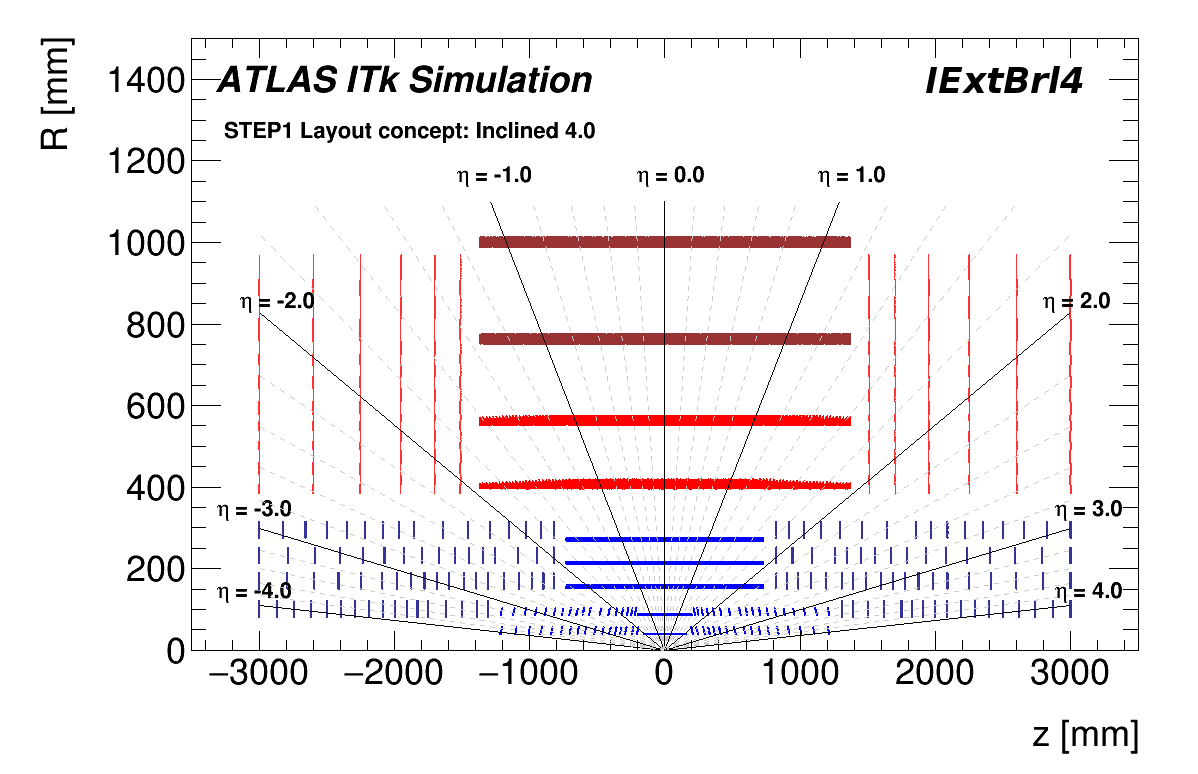 R [mm]
1400
1200
1000
800
600
400
200
0
ATLAS ITk Simulation
IExtBrl4
STEP1 Layout concept: Inclined 4.0
η = -1.0
η = 0.0
η = 1.0
η = -2.0
η = 2.0
η = -3.0
η = 3.0
η = -4.0
η = 4.0
−3000 −2000 −1000 0 1000 2000 3000
z [mm]